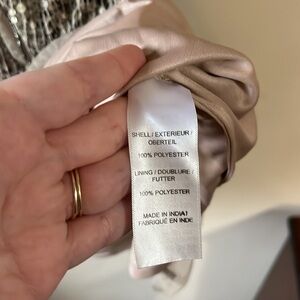 SHELL / EXTERIEUR /
OBERTEIL
100% POLYESTER
LINING / DOUBLURE /
FUTTER
100% POLYESTER
MADE IN INDIA/
FABRIQUÉ EN INDE